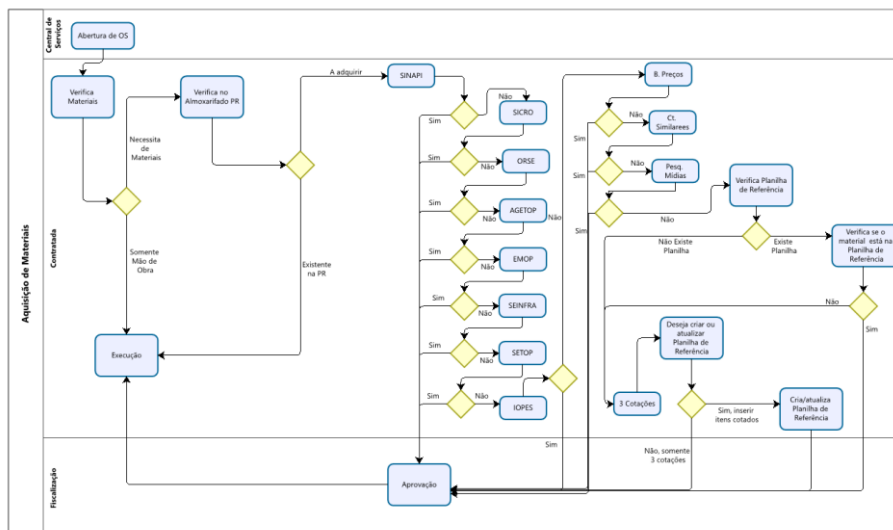 Aquisição de Materiais
Central de
Serviços
Abertura de OS
Contratada
Verifica
Materiais
Verifica no
Almoxarifado PR
Necessita
de
Materiais
Somente
Mão de
Obra
Execução
A adquirir
Existente
na PR
SINAPI
Não
Sim
SICRO
Sim
Não
ORSE
Sim
Não
AGETOP
Não
Sim
Não
EMOP
Sim
Não
SEINFRA
Sim
Não
SETOP
Sim
Não
IOPES
Sim
B. Preços
Não
Sim
Ct.
Similarees
Não
Sim
Pesq.
Mídias
Não
Sim
Verifica Planilha
de Referência
Não Existe
Planilha
Existe
Planilha
Verifica se o
material está na
Planilha de
Referência
Não
Sim
Deseja criar ou
atualizar
Planilha de
Referência
3 Cotações
Sim, inserir
itens cotados
Cria/atualiza
Planilha de
Referência
Não, somente
3 cotações
Fiscalização
Aprovação